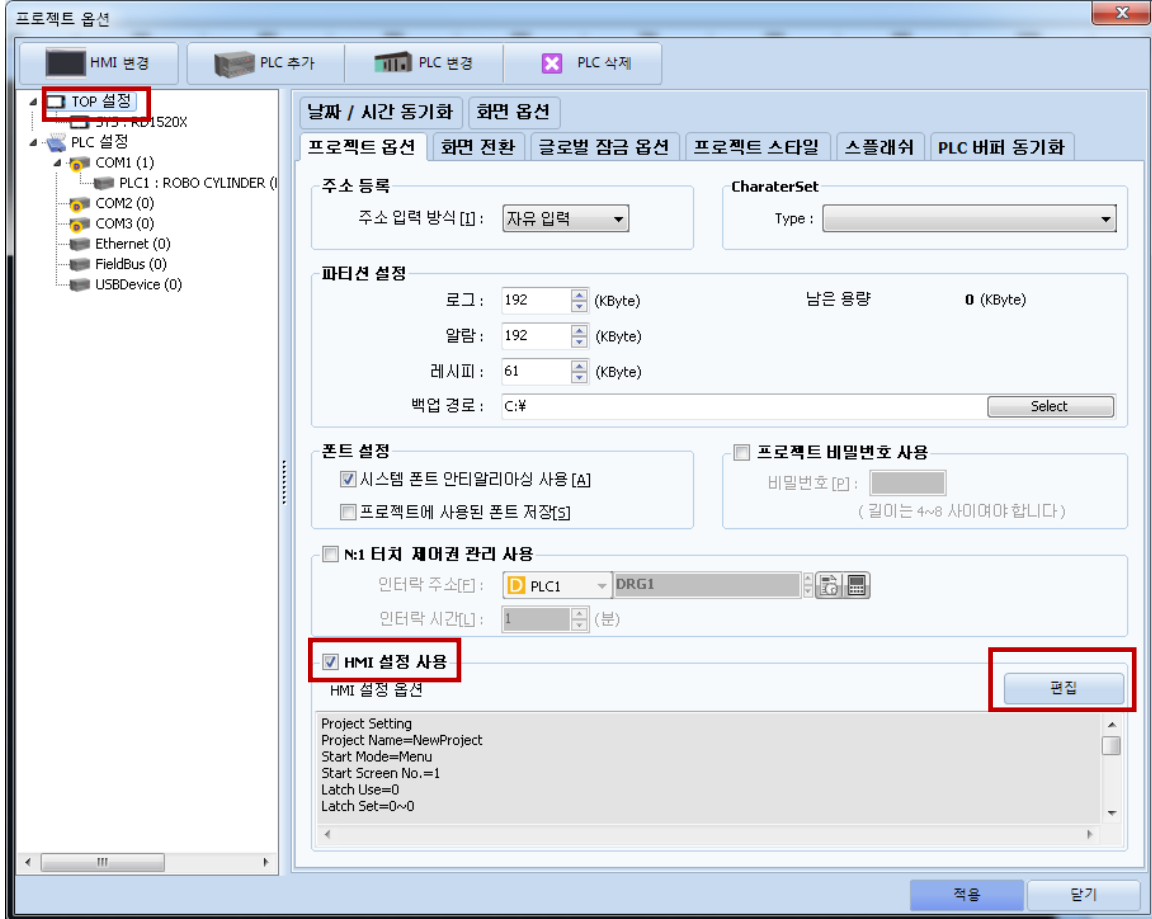 프로젝트 옵션
HMI 변경
PLC 추가
PLC 변경
PLC 삭제
TOP 설정
SYS : RD1520X
PLC 설정
COM1 (1)
PLC1 : ROBO CYLINDER (I
COM2 (0)
COM3 (0)
Ethernet (0)
FieldBus (0)
USBDevice (0)
날짜 / 시간 동기화
화면 옵션
프로젝트 옵션
화면 전환
글로벌 잠금 옵션
프로젝트 스타일
스플래쉬
PLC 버퍼 동기화
주소 등록
주소 입력 방식[I] : 자유 입력
CharaterSet
Type :
파티션 설정
로그 : 192 (KByte)
남은 용량 0 (KByte)
알람 : 192 (KByte)
레시피 : 61 (KByte)
백업 경로 : C:¥ Select
폰트 설정
시스템 폰트 안티알리아싱 사용[A]
프로젝트에 사용된 폰트 저장[S]
프로젝트 비밀번호 사용
비밀번호[P] :
( 길이는 4~8 사이여야 합니다 )
N:1 터치 제어권 관리 사용
인터락 주소[F] : D PLC1 DRG1
인터락 시간[L] : 1 (분)
HMI 설정 사용
HMI 설정 옵션
편집
Project Setting
Project Name=NewProject
Start Mode=Menu
Start Screen No.=1
Latch Use=0
Latch Set=0~0
적용
닫기